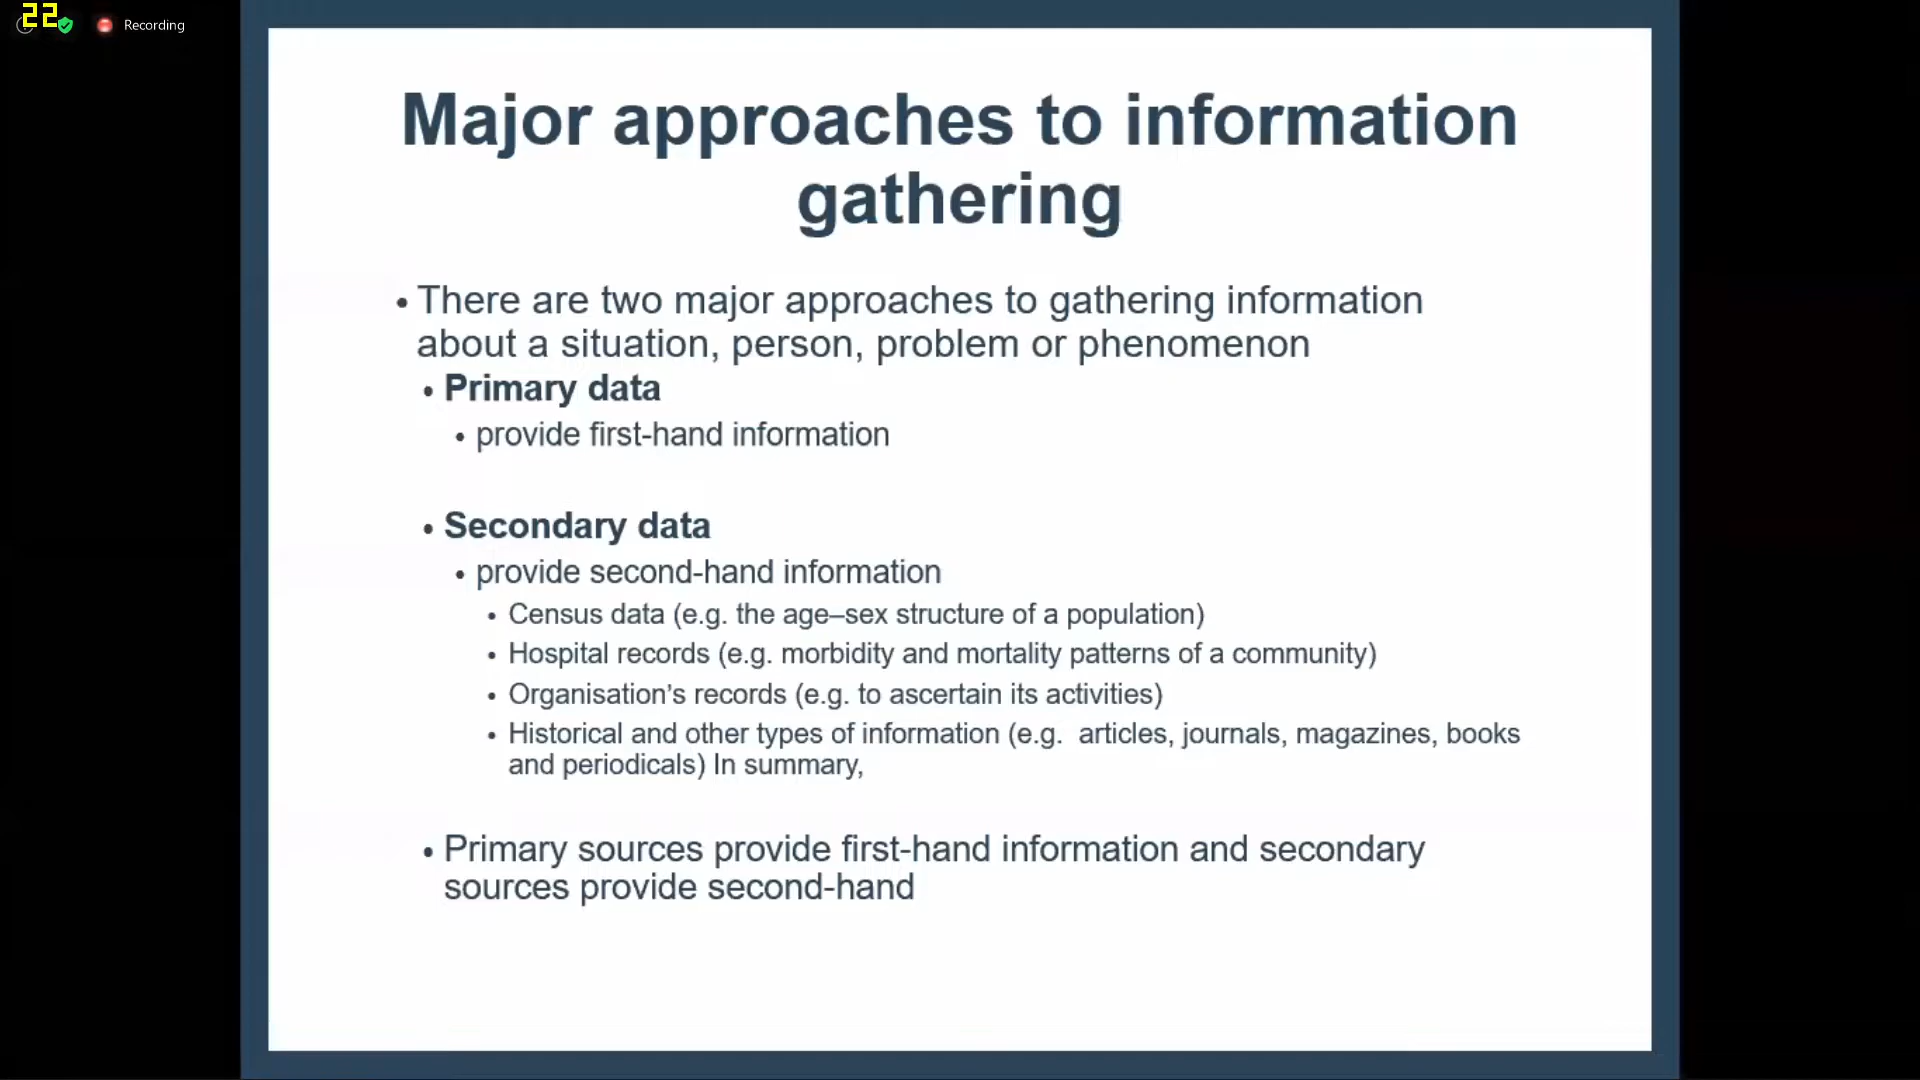 22
Recording
Major approaches to information
gathering
• There are two major approaches to gathering information
about a situation, person, problem or phenomenon
• Primary data
• provide first-hand information
• Secondary data
• provide second-hand information
• Census data (e.g. the age–sex structure of a population)
• Hospital records (e.g. morbidity and mortality patterns of a community)
• Organisation’s records (e.g. to ascertain its activities)
• Historical and other types of information (e.g.  articles, journals, magazines, books
and periodicals) In summary,
• Primary sources provide first-hand information and secondary
sources provide second-hand